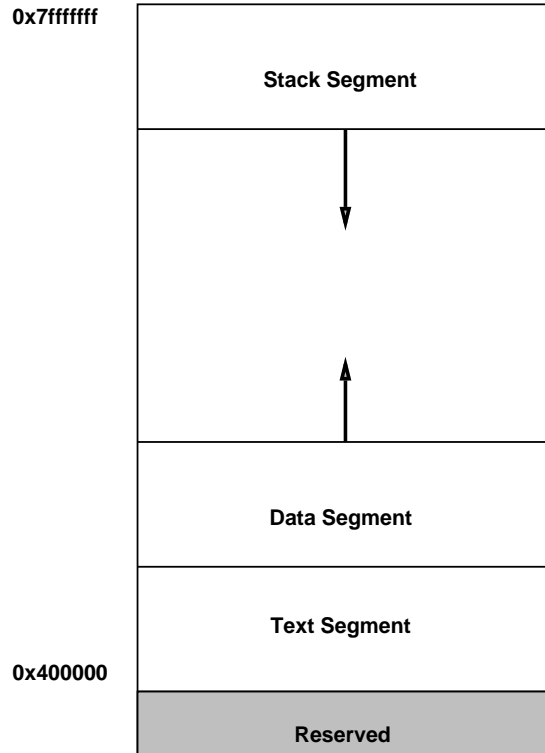 0x7fffffff
Stack Segment
Data Segment
Text Segment
0x400000
Reserved